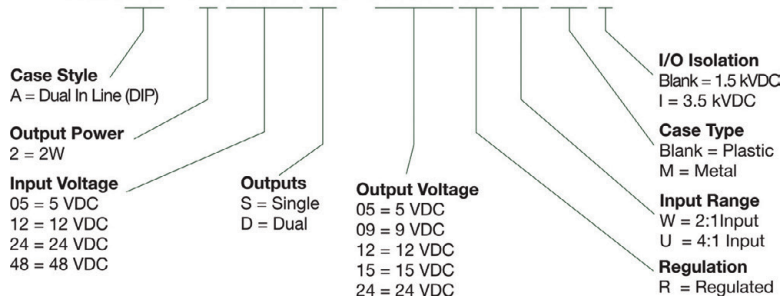 Case Style
A = Dual In Line (DIP)
Output Power
2 = 2W
Input Voltage
05 = 5 VDC
12 = 12 VDC
24 = 24 VDC
48 = 48 VDC
Outputs
S = Single
D = Dual
Output Voltage
05 = 5 VDC
09 = 9 VDC
12 = 12 VDC
15 = 15 VDC
24 = 24 VDC
I/O Isolation
Blank = 1.5 kVDC
I = 3.5 kVDC
Case Type
Blank = Plastic
M = Metal
Input Range
W = 2:1Input
U = 4:1 Input
Regulation
R = Regulated